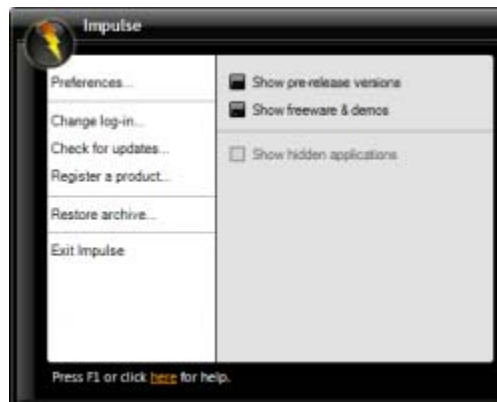 Impulse
Preferences...
Change log-in...
Check for updates...
Register a product...
Restore archive...
Exit Impulse
Show pre-release versions
Show freeware & demos
Show hidden applications
Press F1 or click here for help.